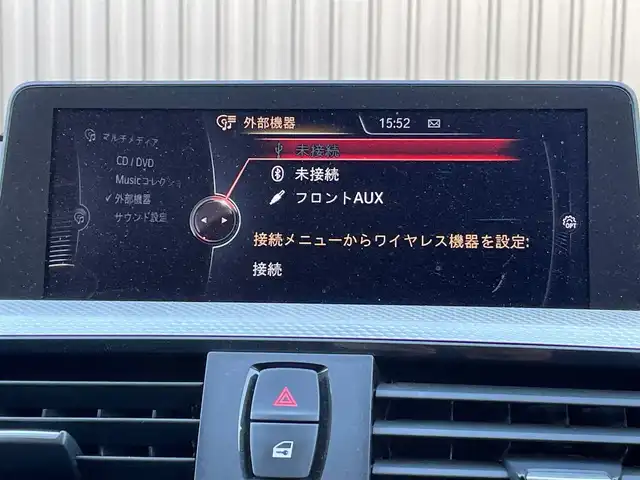 外部機器
15:52
マルチメディア
CD / DVD
Musicコレクショ
外部機器
サウンド設定
未接続
未接続
フロントAUX
接続メニューからワイヤレス機器を設定:
接続
OPT